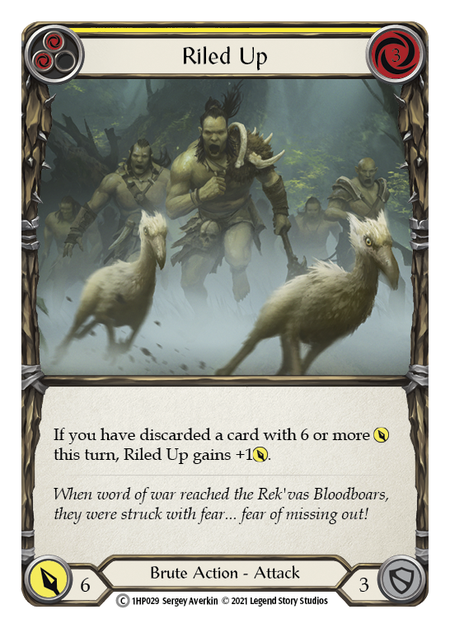 Riled Up
3
If you have discarded a card with 6 or more
this turn, Riled Up gains +1.
When word of war reached the Rek'vas Bloodboars,
they were struck with fear... fear of missing out!
6
Brute Action - Attack
3
C 1HP029 Sergey Averkin © 2021 Legend Story Studios